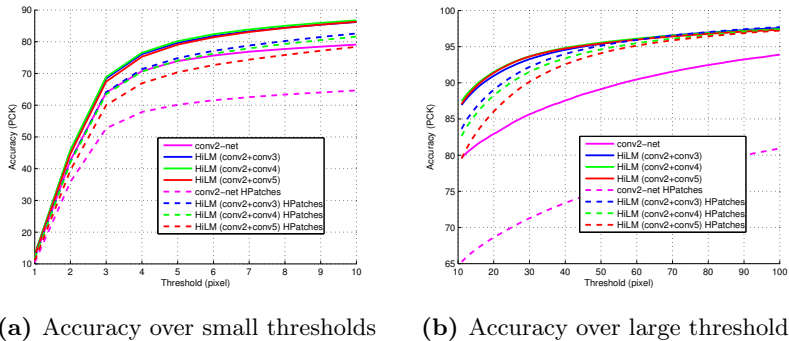 90
80
70
60
50
40
30
20
10
Accuracy (PCK)
conv2−net
HiLM (conv2+conv3)
HiLM (conv2+conv4)
HiLM (conv2+conv5)
conv2−net HPatches
HiLM (conv2+conv3) HPatches
HiLM (conv2+conv4) HPatches
HiLM (conv2+conv5) HPatches
1 2 3 4 5 6 7 8 9 10
Threshold (pixel)
(a) Accuracy over small thresholds
100
95
90
85
80
75
70
65
Accuracy (PCK)
conv2−net
HiLM (conv2+conv3)
HiLM (conv2+conv4)
HiLM (conv2+conv5)
conv2−net HPatches
HiLM (conv2+conv3) HPatches
HiLM (conv2+conv4) HPatches
HiLM (conv2+conv5) HPatches
10 20 30 40 50 60 70 80 90 100
Threshold (pixel)
(b) Accuracy over large threshold